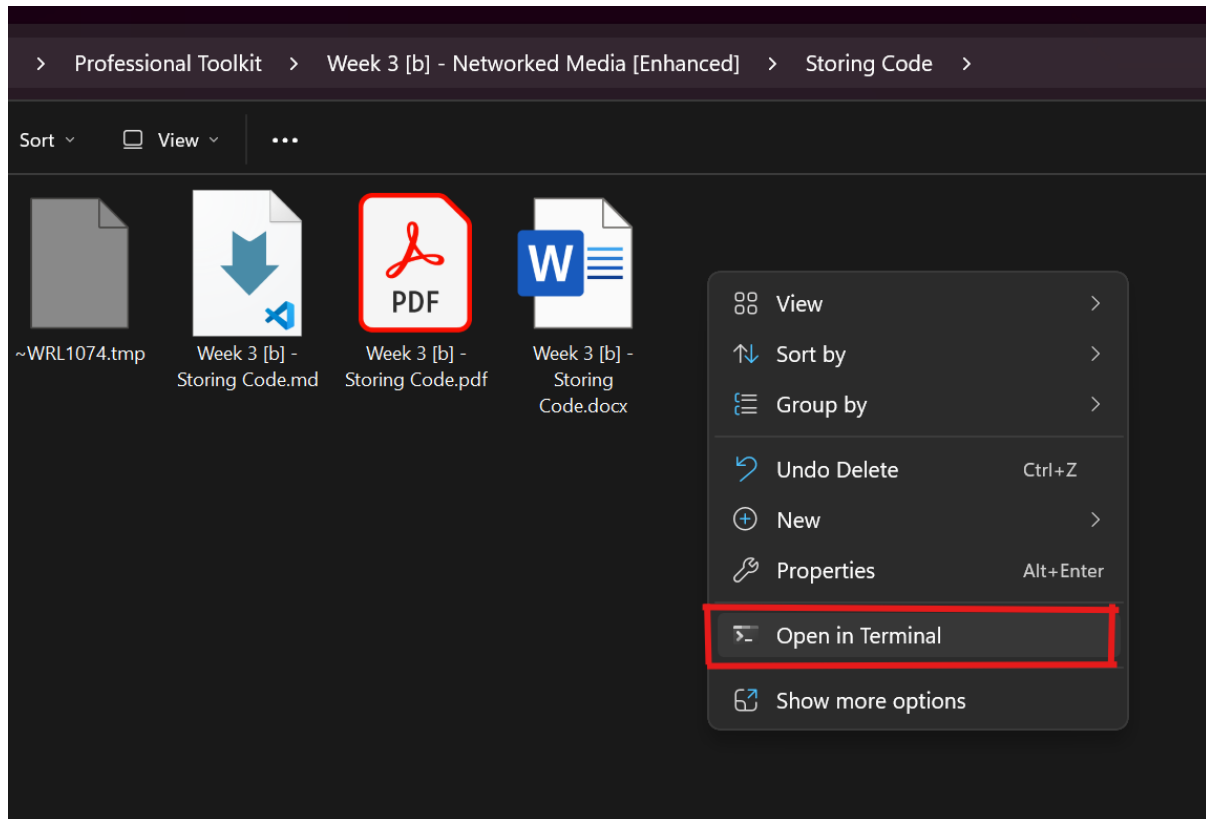 Professional Toolkit > Week 3 [b] - Networked Media [Enhanced] > Storing Code >
Sort View ...
~WRL1074.tmp
Week 3 [b] -
Storing Code.md
PDF
Week 3 [b] -
Storing Code.pdf
W
Week 3 [b] -
Storing
Code.docx
View
Sort by
Group by
Undo Delete Ctrl+Z
New
Properties Alt+Enter
Open in Terminal
Show more options